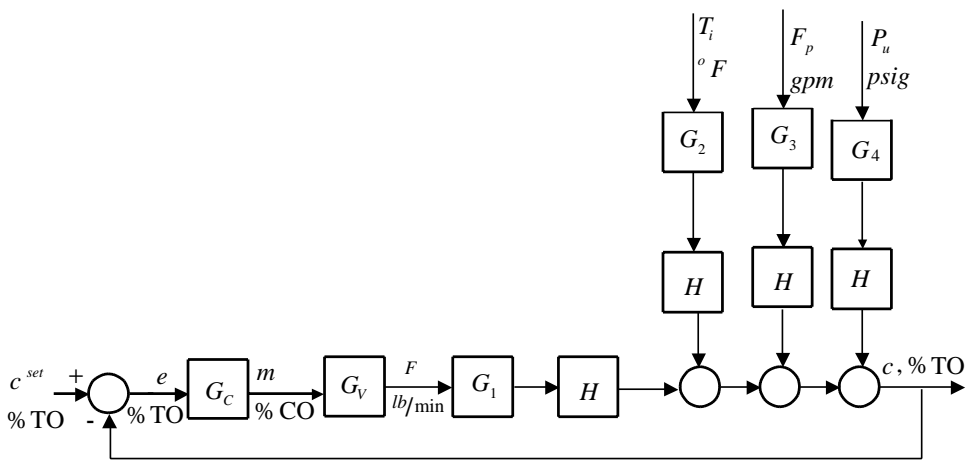 T_i
°F
F_p
gpm
P_u
psig
G_2
G_3
G_4
H
H
H
c^set
% TO
+
-
e
% TO
G_C
m
% CO
G_V
F
lb/min
G_1
H
c, % TO